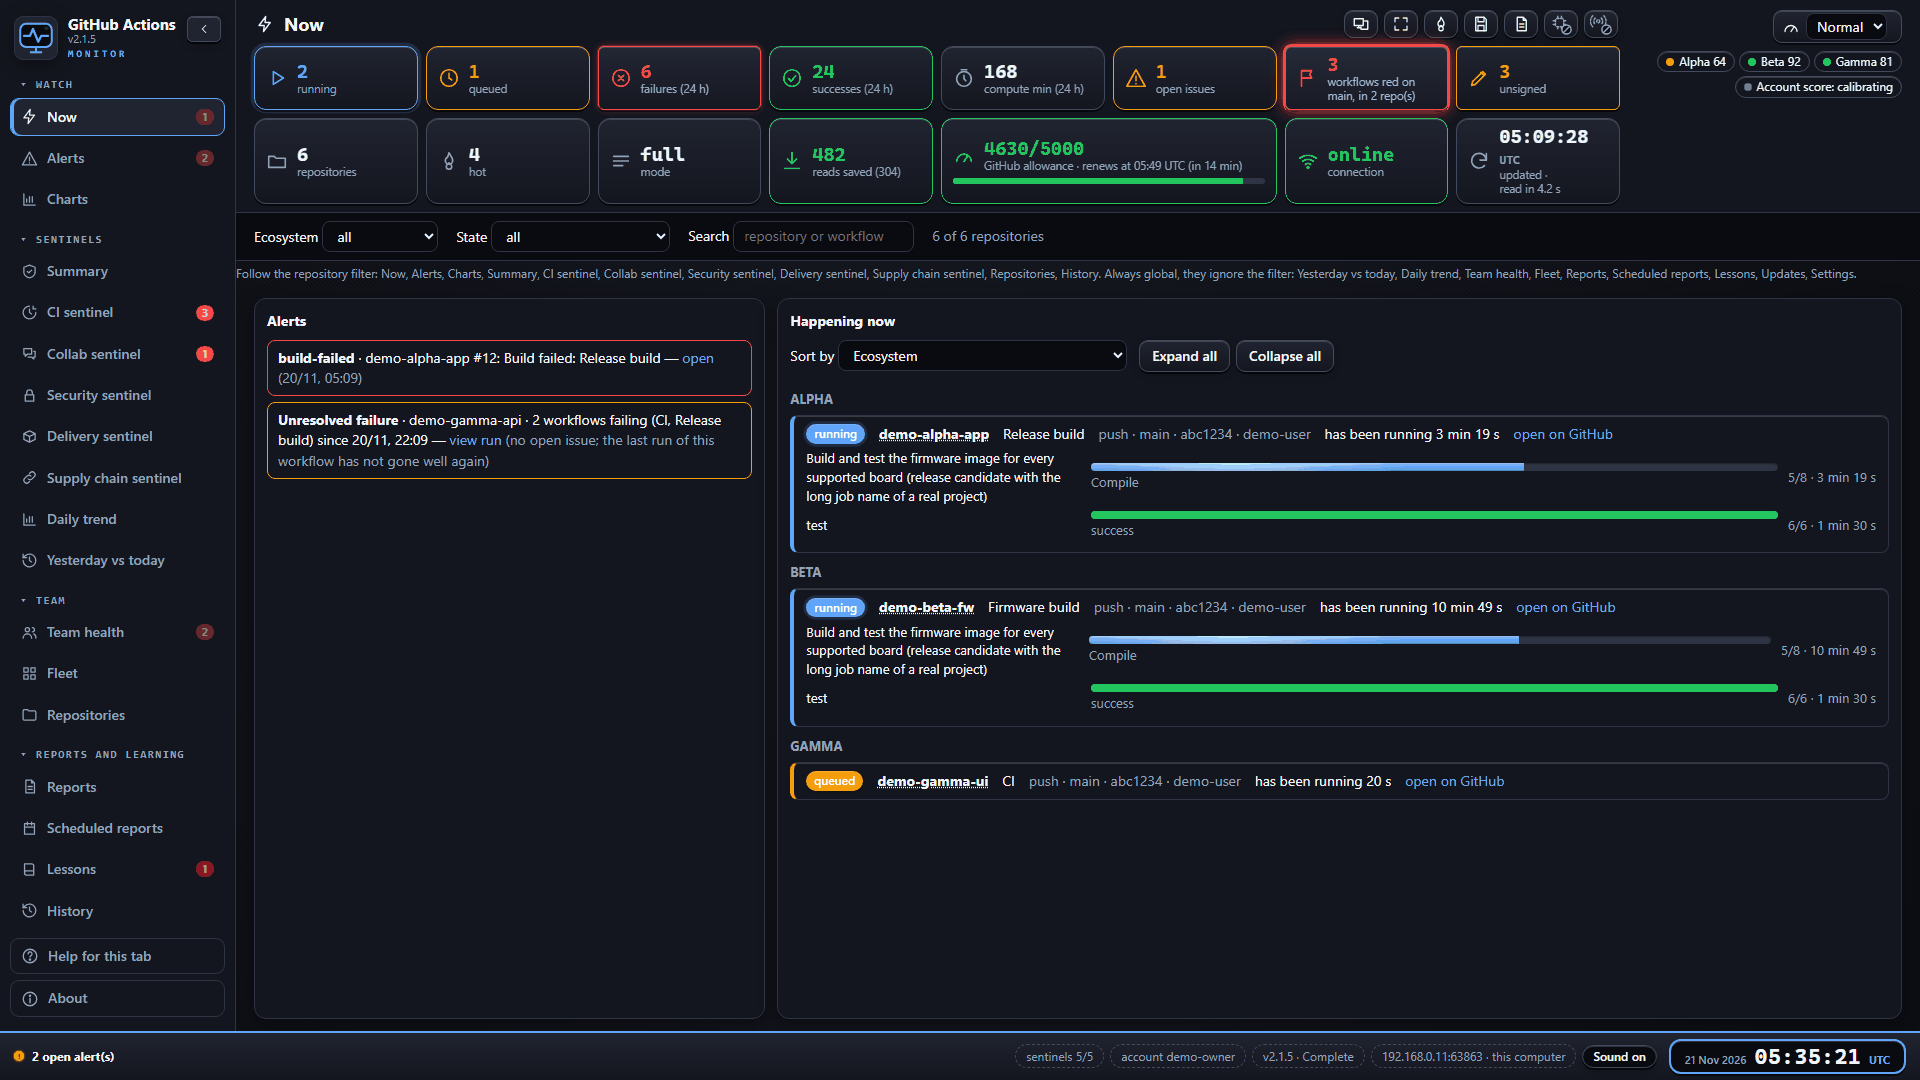 GitHub Actions
v2.1.5
MONITOR
WATCH
Now 1
Alerts 2
Charts
SENTINELS
Summary
CI sentinel 3
Collab sentinel 1
Security sentinel
Delivery sentinel
Supply chain sentinel
Daily trend
Yesterday vs today
TEAM
Team health 2
Fleet
Repositories
REPORTS AND LEARNING
Reports
Scheduled reports
Lessons 1
History
Help for this tab
About
Now
Normal
2
running
1
queued
6
failures (24 h)
24
successes (24 h)
168
compute min (24 h)
1
open issues
3
workflows red on
main, in 2 repo(s)
3
unsigned
Alpha 64
Beta 92
Gamma 81
Account score: calibrating
6
repositories
4
hot
full
mode
482
reads saved (304)
4630/5000
GitHub allowance · renews at 05:49 UTC (in 14 min)
online
connection
05:09:28
UTC
updated ·
read in 4.2 s
Ecosystem all State all Search repository or workflow 6 of 6 repositories
Follow the repository filter: Now, Alerts, Charts, Summary, CI sentinel, Collab sentinel, Security sentinel, Delivery sentinel, Supply chain sentinel, Repositories, History. Always global, they ignore the filter: Yesterday vs today, Daily trend, Team health, Fleet, Reports, Scheduled reports, Lessons, Updates, Settings.
Alerts
build-failed · demo-alpha-app #12: Build failed: Release build — open
(20/11, 05:09)
Unresolved failure · demo-gamma-api · 2 workflows failing (CI, Release
build) since 20/11, 22:09 — view run (no open issue; the last run of this
workflow has not gone well again)
Happening now
Sort by Ecosystem Expand all Collapse all
ALPHA
running demo-alpha-app Release build push · main · abc1234 · demo-user has been running 3 min 19 s open on GitHub
Build and test the firmware image for every
supported board (release candidate with the
long job name of a real project)
Compile
5/8 · 3 min 19 s
test
success
6/6 · 1 min 30 s
BETA
running demo-beta-fw Firmware build push · main · abc1234 · demo-user has been running 10 min 49 s open on GitHub
Build and test the firmware image for every
supported board (release candidate with the
long job name of a real project)
Compile
5/8 · 10 min 49 s
test
success
6/6 · 1 min 30 s
GAMMA
queued demo-gamma-ui CI push · main · abc1234 · demo-user has been running 20 s open on GitHub
2 open alert(s)
sentinels 5/5
account demo-owner
v2.1.5 · Complete
192.168.0.11:63863 · this computer
Sound on
21 Nov 2026 05:35:21 UTC